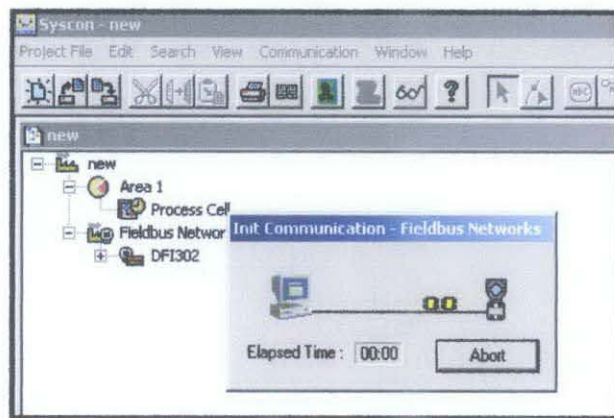 Syscon - new
Project File Edit Search View Communication Window Help
new
new
Area 1
Process Cell
Fieldbus Networ
DFI302
Init Communication - Fieldbus Networks
Elapsed Time : 00:00
Abort